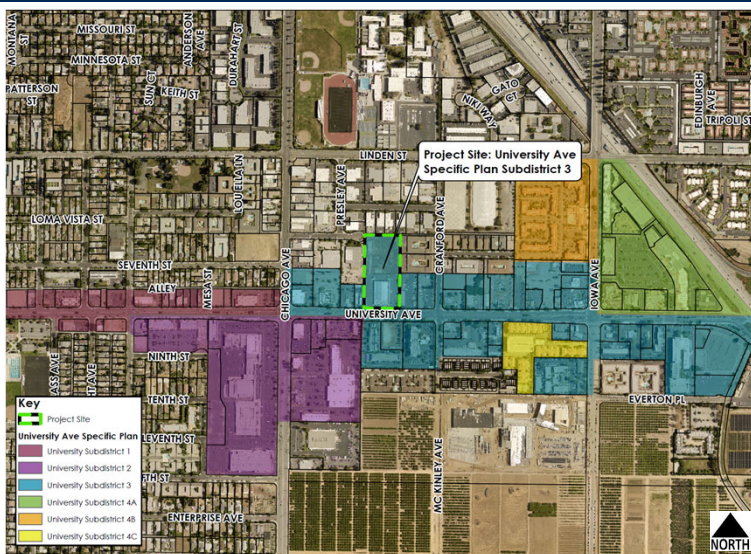 MONTANA
ST
MISSOURI ST
MINNESOTA ST
ANDERSON
AVE
DURAHART ST
PATTERSON
ST
SUN CT
KEITH ST
GATO
CT
NIKI WAY
EDINBURGH
AVE
TRIPOLI ST
LINDEN ST
Project Site: University Ave
Specific Plan Subdistrict 3
LOU ELLA LN
PRESLEY AVE
CRANFORD AVE
LOMA VISTA ST
SEVENTH ST
ALLEY
MESA ST
CHICAGO AVE
IOWA AVE
UNIVERSITY AVE
NINTH ST
TENTH ST
EVERTON PL
MC KINLEY AVE
ENTERPRISE AVE
Key
Project Site
University Ave Specific Plan
University Subdistrict 1
University Subdistrict 2
University Subdistrict 3
University Subdistrict 4A
University Subdistrict 4B
University Subdistrict 4C
NORTH